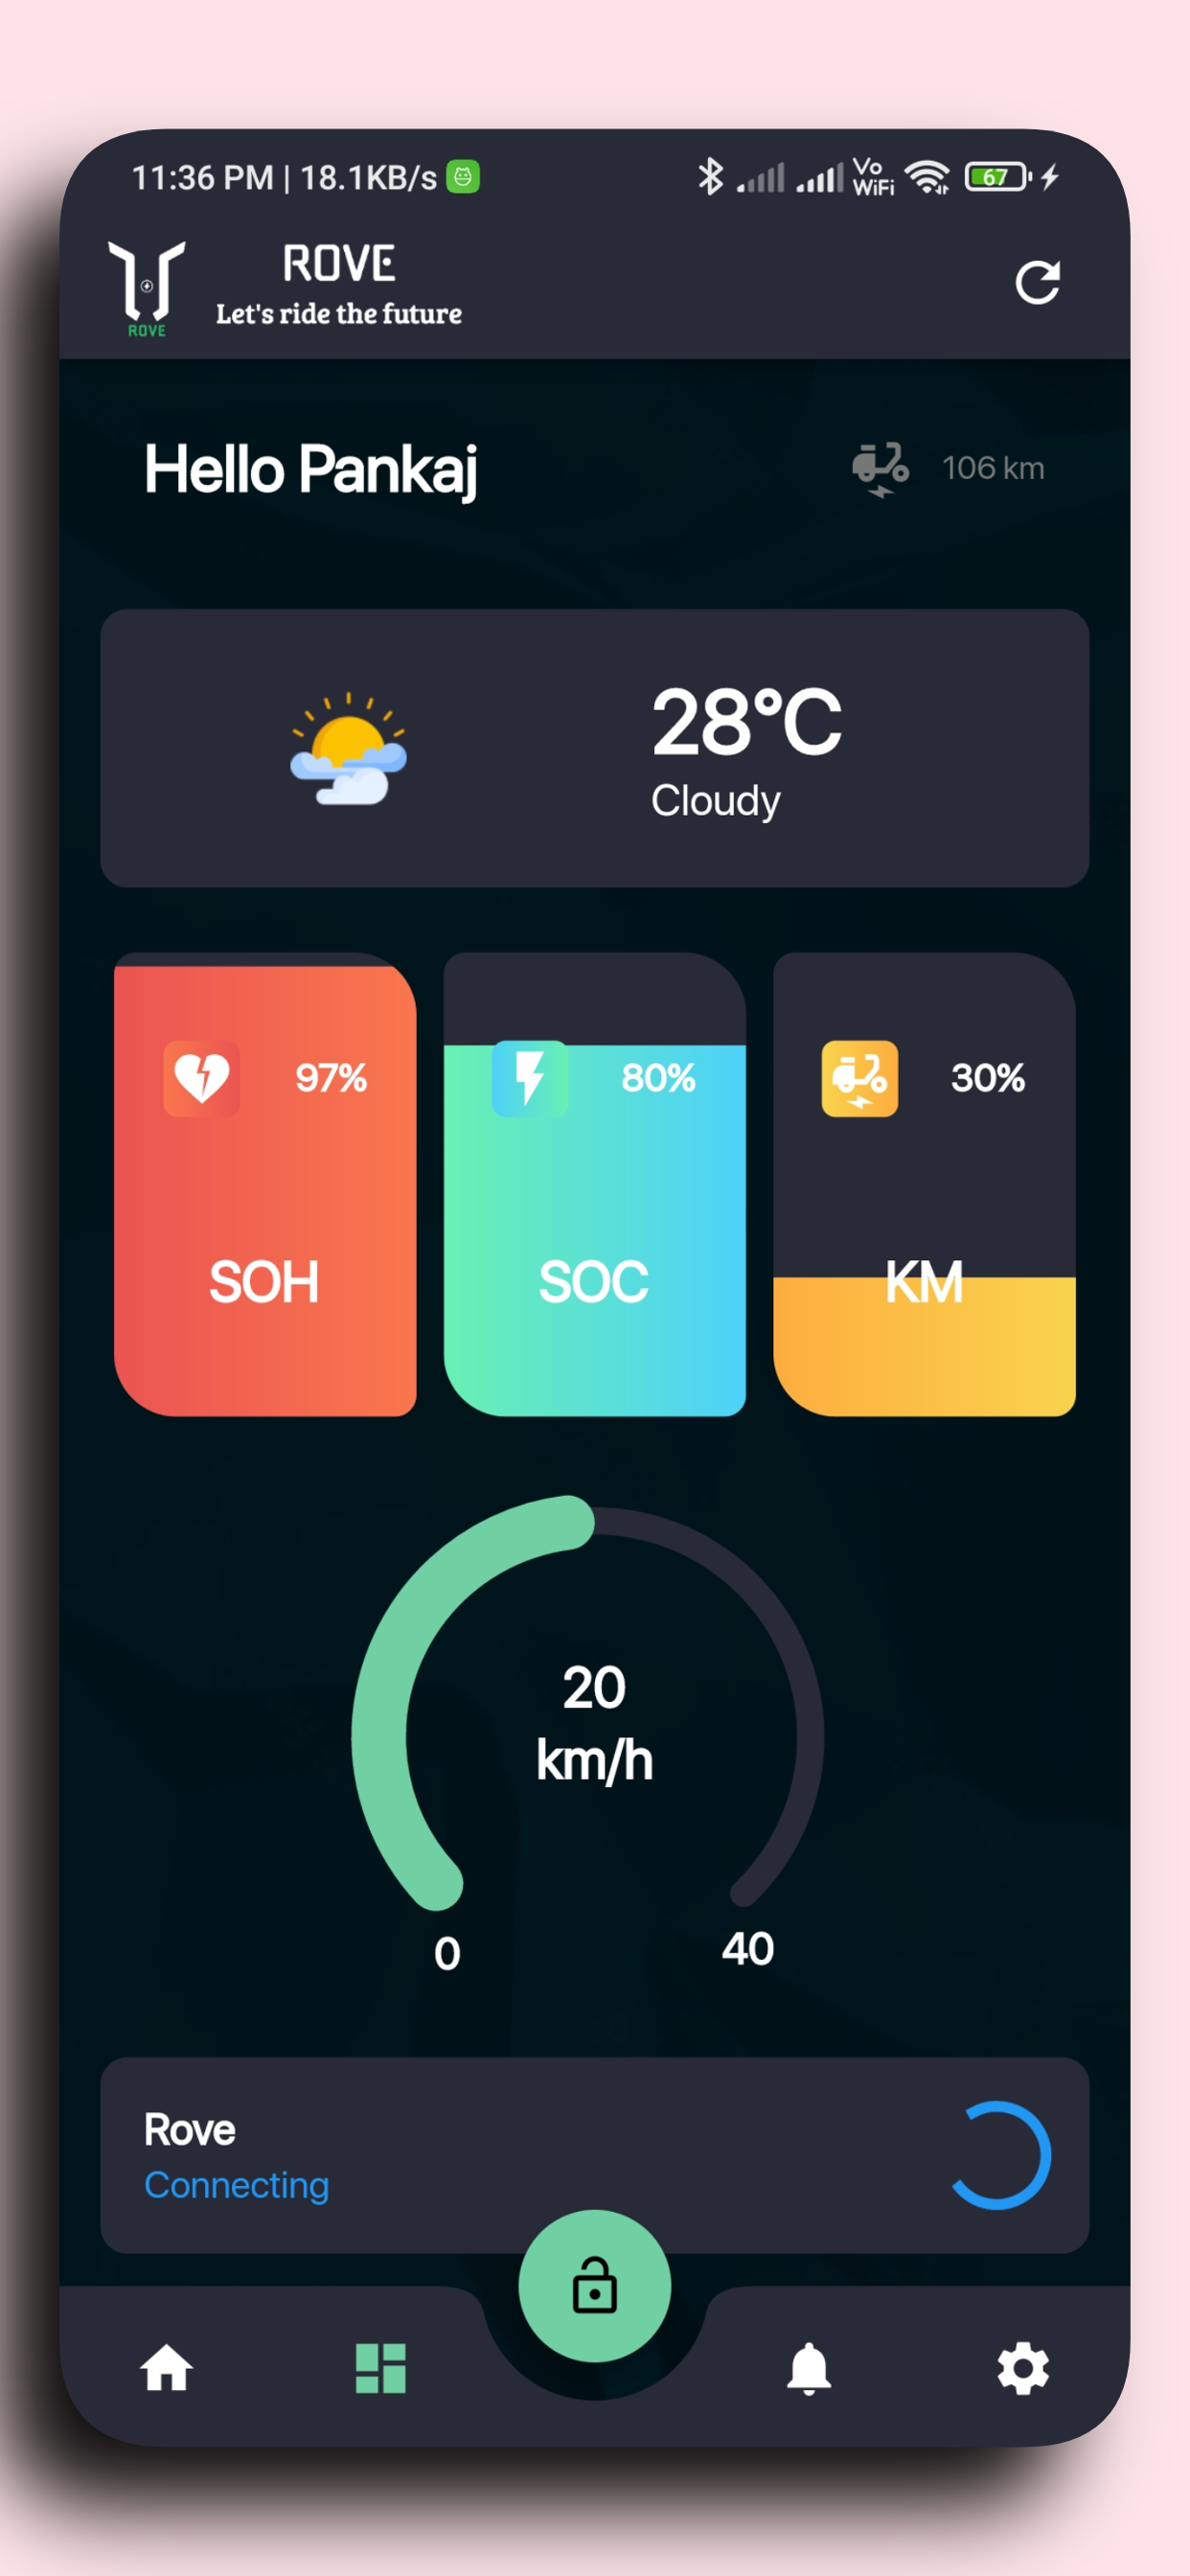 11:36 PM | 18.1KB/s
Vo
WiFi
67
ROVE
Let's ride the future
ROVE
Hello Pankaj
106 km
28°C
Cloudy
97%
80%
30%
SOH
SOC
KM
20
km/h
0
40
Rove
Connecting